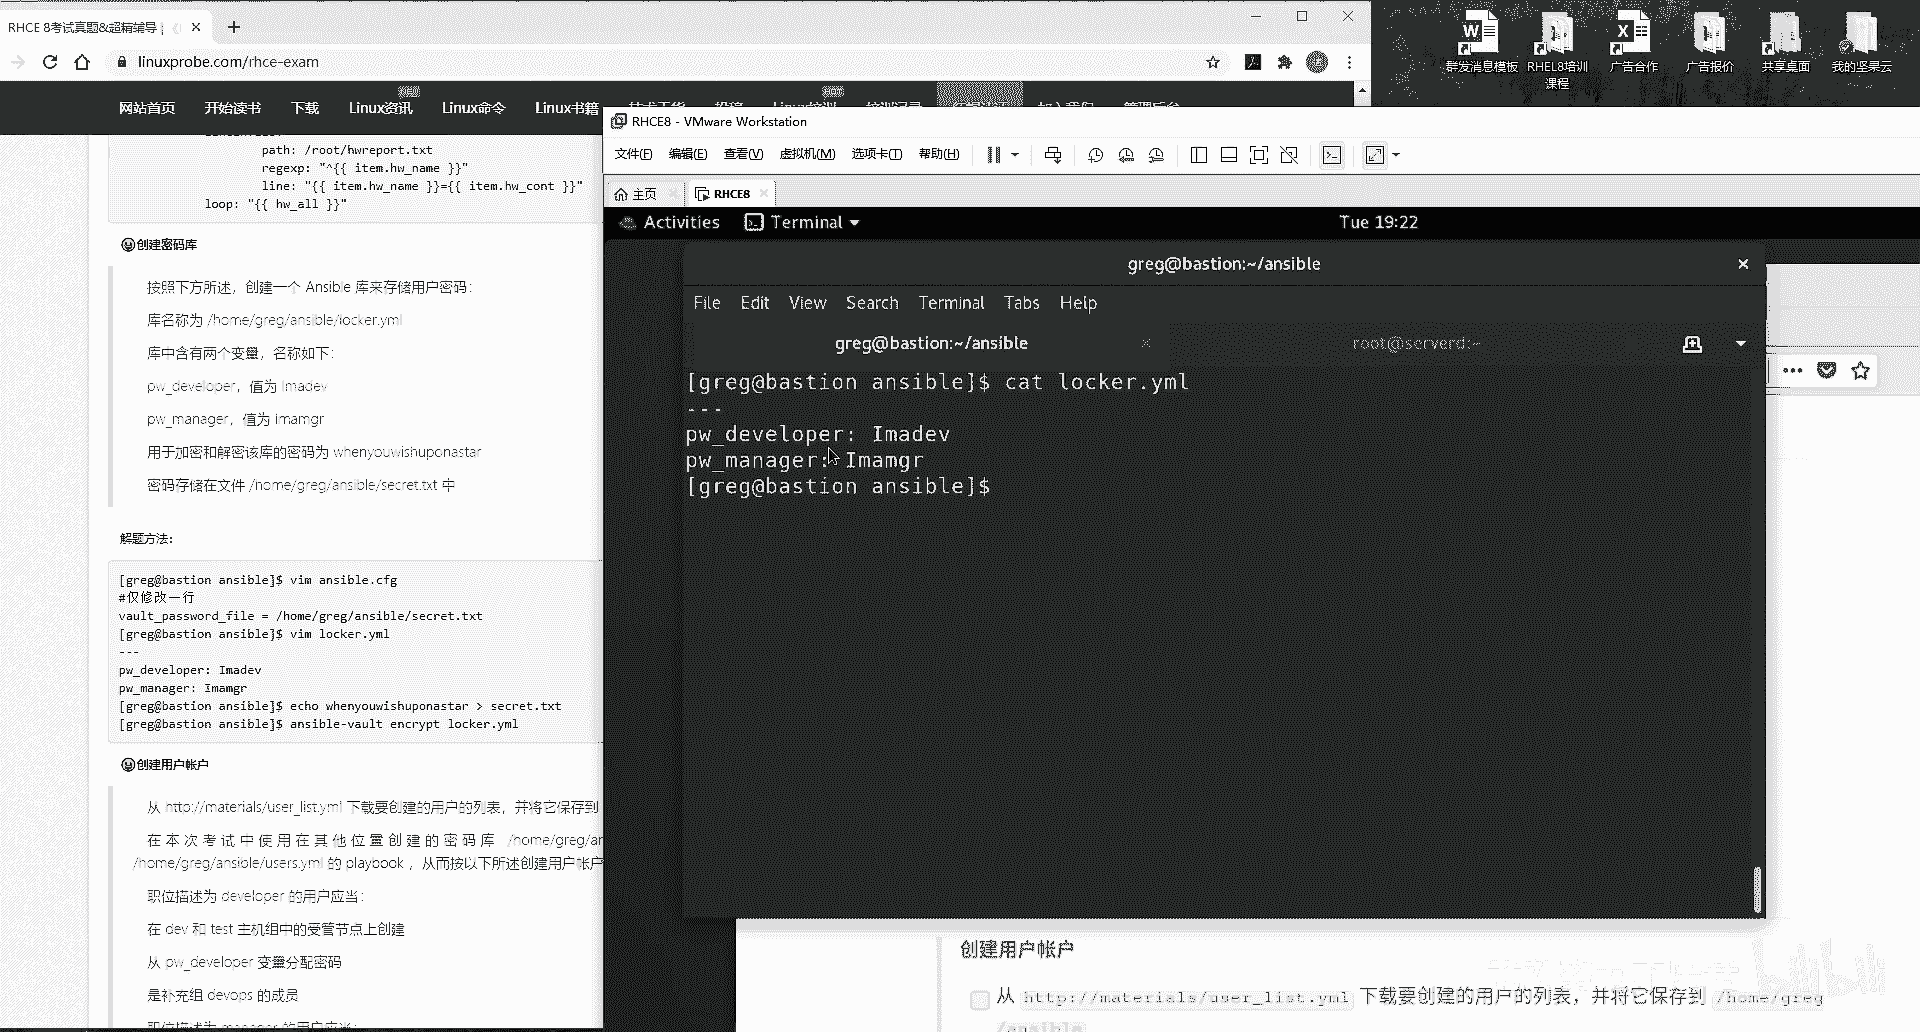 RHCE 8考试真题&超精辅导
linuxprobe.com/rhce-exam
网站首页 开始读书 下载 Linux资讯 Linux命令 Linux书籍
path: /root/hwreport.txt
regexp: "^{{ item.hw_name }}"
line: "{{ item.hw_name }}={{ item.hw_cont }}"
loop: "{{ hw_all }}"
创建密码库
按照下方所述，创建一个 Ansible 库来存储用户密码：
库名称为 /home/greg/ansible/locker.yml
库中含有两个变量，名称如下：
pw_developer，值为 Imadev
pw_manager，值为 Imamgr
用于加密和解密该库的密码为 whenyouwishuponastar
密码存储在文件 /home/greg/ansible/secret.txt 中
解题方法：
[greg@bastion ansible]$ vim ansible.cfg
#仅修改一行
vault_password_file = /home/greg/ansible/secret.txt
[greg@bastion ansible]$ vim locker.yml
---
pw_developer: Imadev
pw_manager: Imamgr
[greg@bastion ansible]$ echo whenyouwishuponastar > secret.txt
[greg@bastion ansible]$ ansible-vault encrypt locker.yml
创建用户帐户
从 http://materials/user_list.yml 下载要创建的用户的列表，并将它保存到
在本次考试中使用在其他位置创建的密码库 /home/greg/an
/home/greg/ansible/users.yml 的 playbook ，从而按以下所述创建用户帐户
职位描述为 developer 的用户应当：
在 dev 和 test 主机组中的受管节点上创建
从 pw_developer 变量分配密码
是补充组 devops 的成员
职位描述为 manager 的用户应当：
群发消息模板 RHEL8培训课程 广告合作 广告报价 共享桌面 我的坚果云
RHCE8 - VMware Workstation
文件(F) 编辑(E) 查看(V) 虚拟机(M) 选项卡(T) 帮助(H)
主页 RHCE8
Activities Terminal Tue 19:22
greg@bastion:~/ansible
File Edit View Search Terminal Tabs Help
greg@bastion:~/ansible root@serverd:~
[greg@bastion ansible]$ cat locker.yml
---
pw_developer: Imadev
pw_manager: Imamgr
[greg@bastion ansible]$
创建用户帐户
从 http://materials/user_list.yml 下载要创建的用户的列表，并将它保存到 /home/greg
/ansible